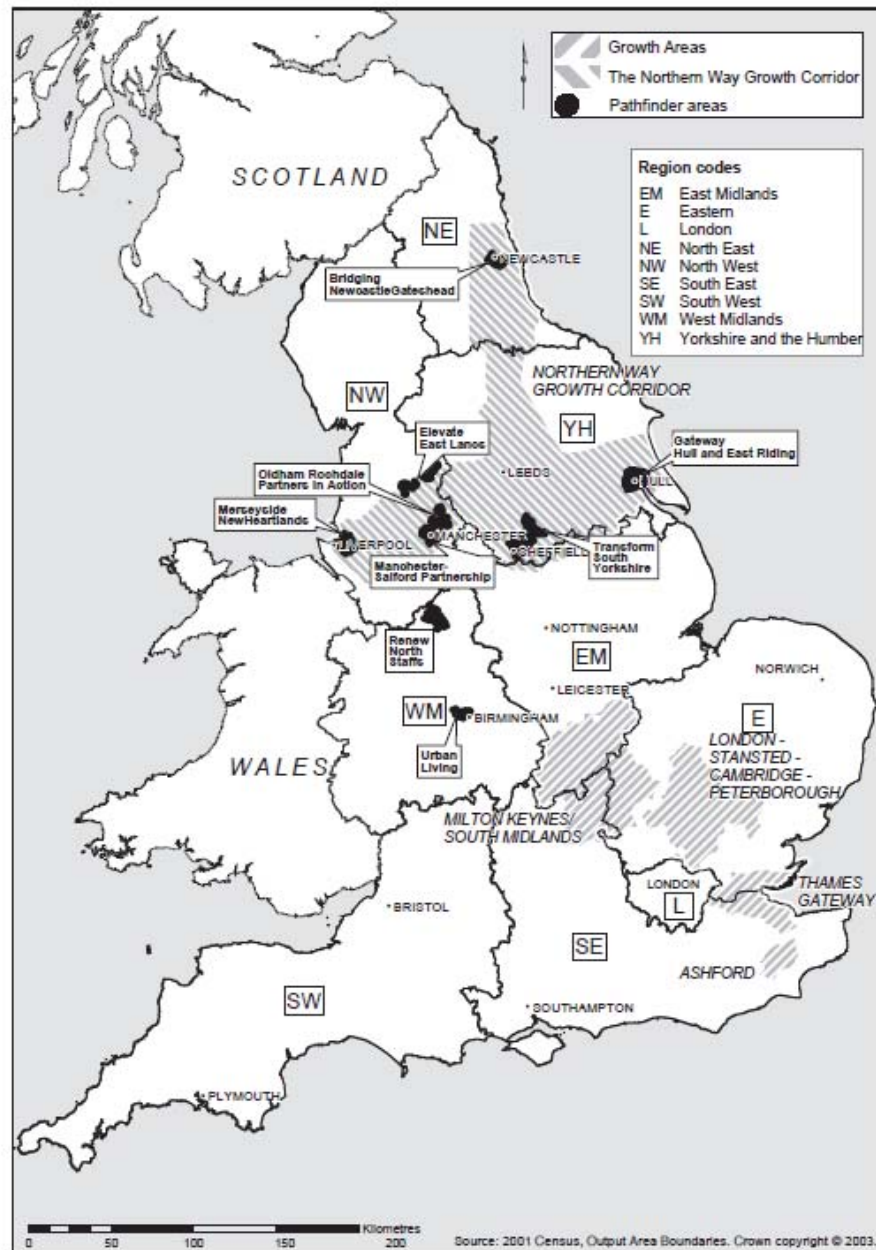 Growth Areas
The Northern Way Growth Corridor
Pathfinder areas
Region codes
EM East Midlands
E Eastern
L London
NE North East
NW North West
SE South East
SW South West
WM West Midlands
YH Yorkshire and the Humber
SCOTLAND
NE
NEWCASTLE
Bridging
NewcastleGateshead
NORTHERN WAY
GROWTH CORRIDOR
NW
YH
Elevate
East Lancs
Gateway
Hull and East Riding
Oldham Rochdale
Partners in Action
LEEDS
HULL
Merseyside
NewHeartlands
LIVERPOOL
MANCHESTER
SHEFFIELD
Manchester-
Salford Partnership
Transform
South
Yorkshire
Renew
North
Staffs
NOTTINGHAM
EM
LEICESTER
NORWICH
WM
BIRMINGHAM
E
Urban
Living
WALES
LONDON -
STANSTED -
CAMBRIDGE -
PETERBOROUGH
MILTON KEYNES/
SOUTH MIDLANDS
LONDON
L
THAMES
GATEWAY
BRISTOL
SE
ASHFORD
SW
SOUTHAMPTON
PLYMOUTH
Kilometres
0 50 100 150 200
Source: 2001 Census, Output Area Boundaries. Crown copyright © 2003.